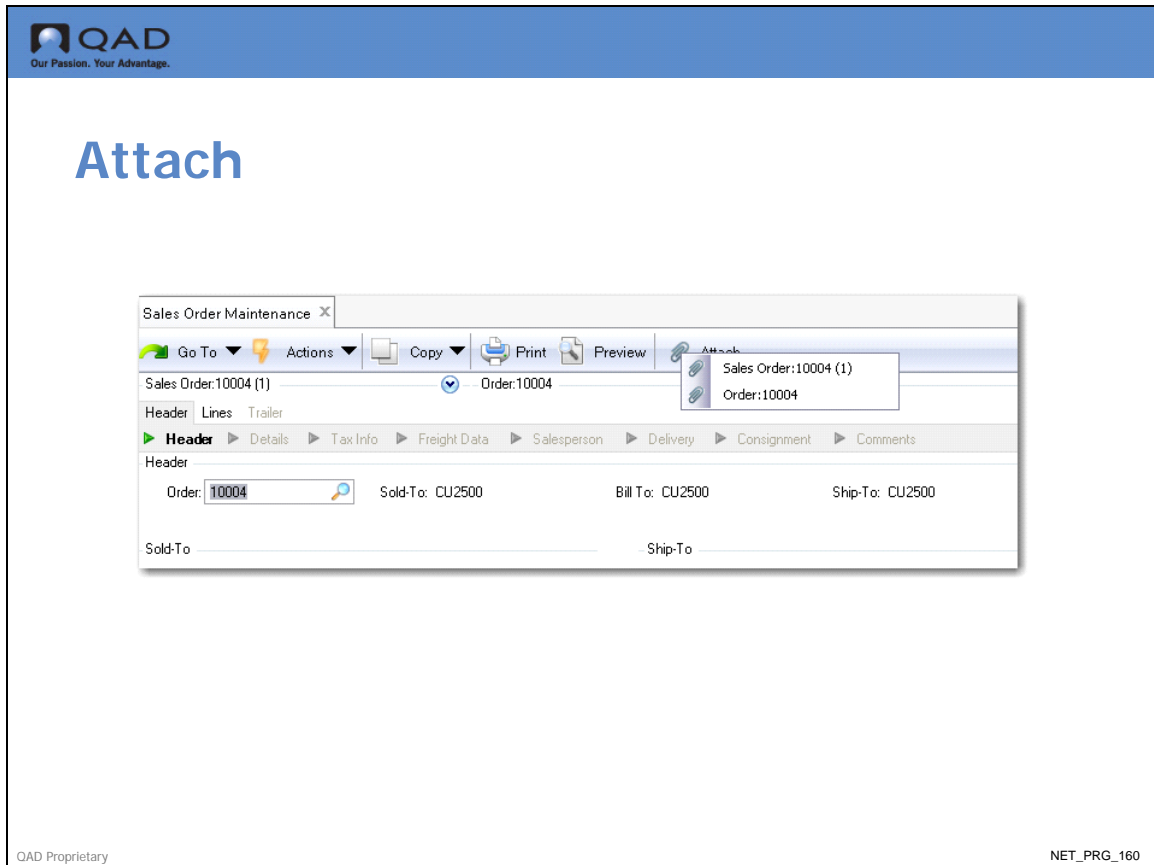 QAD
Our Passion. Your Advantage.
Attach
Sales Order Maintenance X
Go To Actions Copy Print Preview Attach
Sales Order:10004 (1) Order:10004
Sales Order:10004 (1)
Order:10004
Header Lines Trailer
Header Details Tax Info Freight Data Salesperson Delivery Consignment Comments
Header
Order: 10004 Sold-To: CU2500 Bill To: CU2500 Ship-To: CU2500
Sold-To Ship-To
QAD Proprietary NET_PRG_160